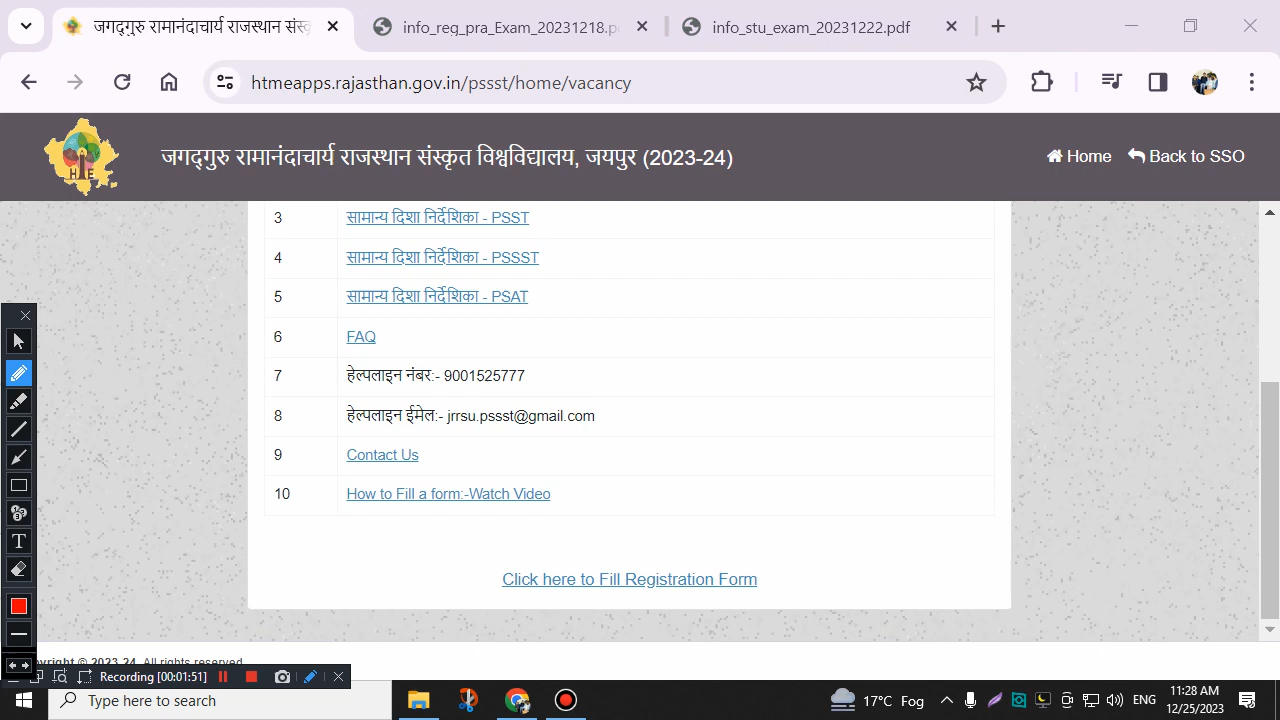 जगद्गुरु रामानंदाचार्य राजस्थान संस्
info_reg_pra_Exam_20231218.p
info_stu_exam_20231222.pdf
htmeapps.rajasthan.gov.in/pssst/home/vacancy
HTE
जगद्गुरु रामानंदाचार्य राजस्थान संस्कृत विश्वविद्यालय, जयपुर (2023-24)
Home
Back to SSO
3 सामान्य दिशा निर्देशिका - PSST
4 सामान्य दिशा निर्देशिका - PSSST
5 सामान्य दिशा निर्देशिका - PSAT
6 FAQ
7 हेल्पलाइन नंबर:- 9001525777
8 हेल्पलाइन ईमेल:- jrrsu.pssst@gmail.com
9 Contact Us
10 How to Fill a form:-Watch Video
Click here to Fill Registration Form
yright © 2023-24. All rights reserved
Recording [00:01:51]
Type here to search
17°C Fog
ENG
11:28 AM
12/25/2023